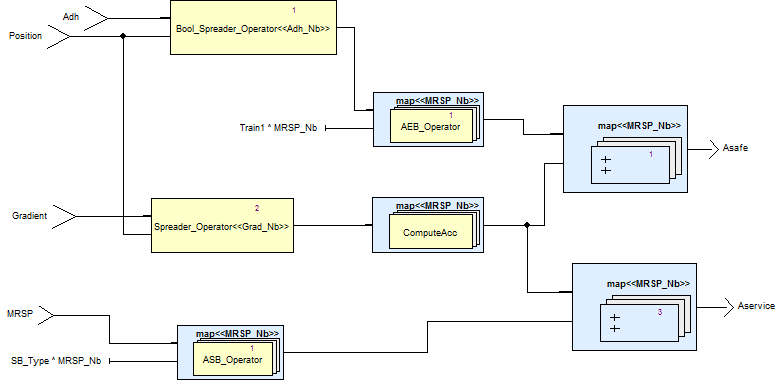 Adh
Position
1
Bool_Spreader_Operator<<Adh_Nb>>
map<<MRSP_Nb>>
1
AEB_Operator
Train1 ^ MRSP_Nb
map<<MRSP_Nb>>
1
+
+
Asafe
Gradient
2
Spreader_Operator<<Grad_Nb>>
map<<MRSP_Nb>>
ComputeAcc
map<<MRSP_Nb>>
3
+
+
Aservice
MRSP
SB_Type ^ MRSP_Nb
map<<MRSP_Nb>>
1
ASB_Operator